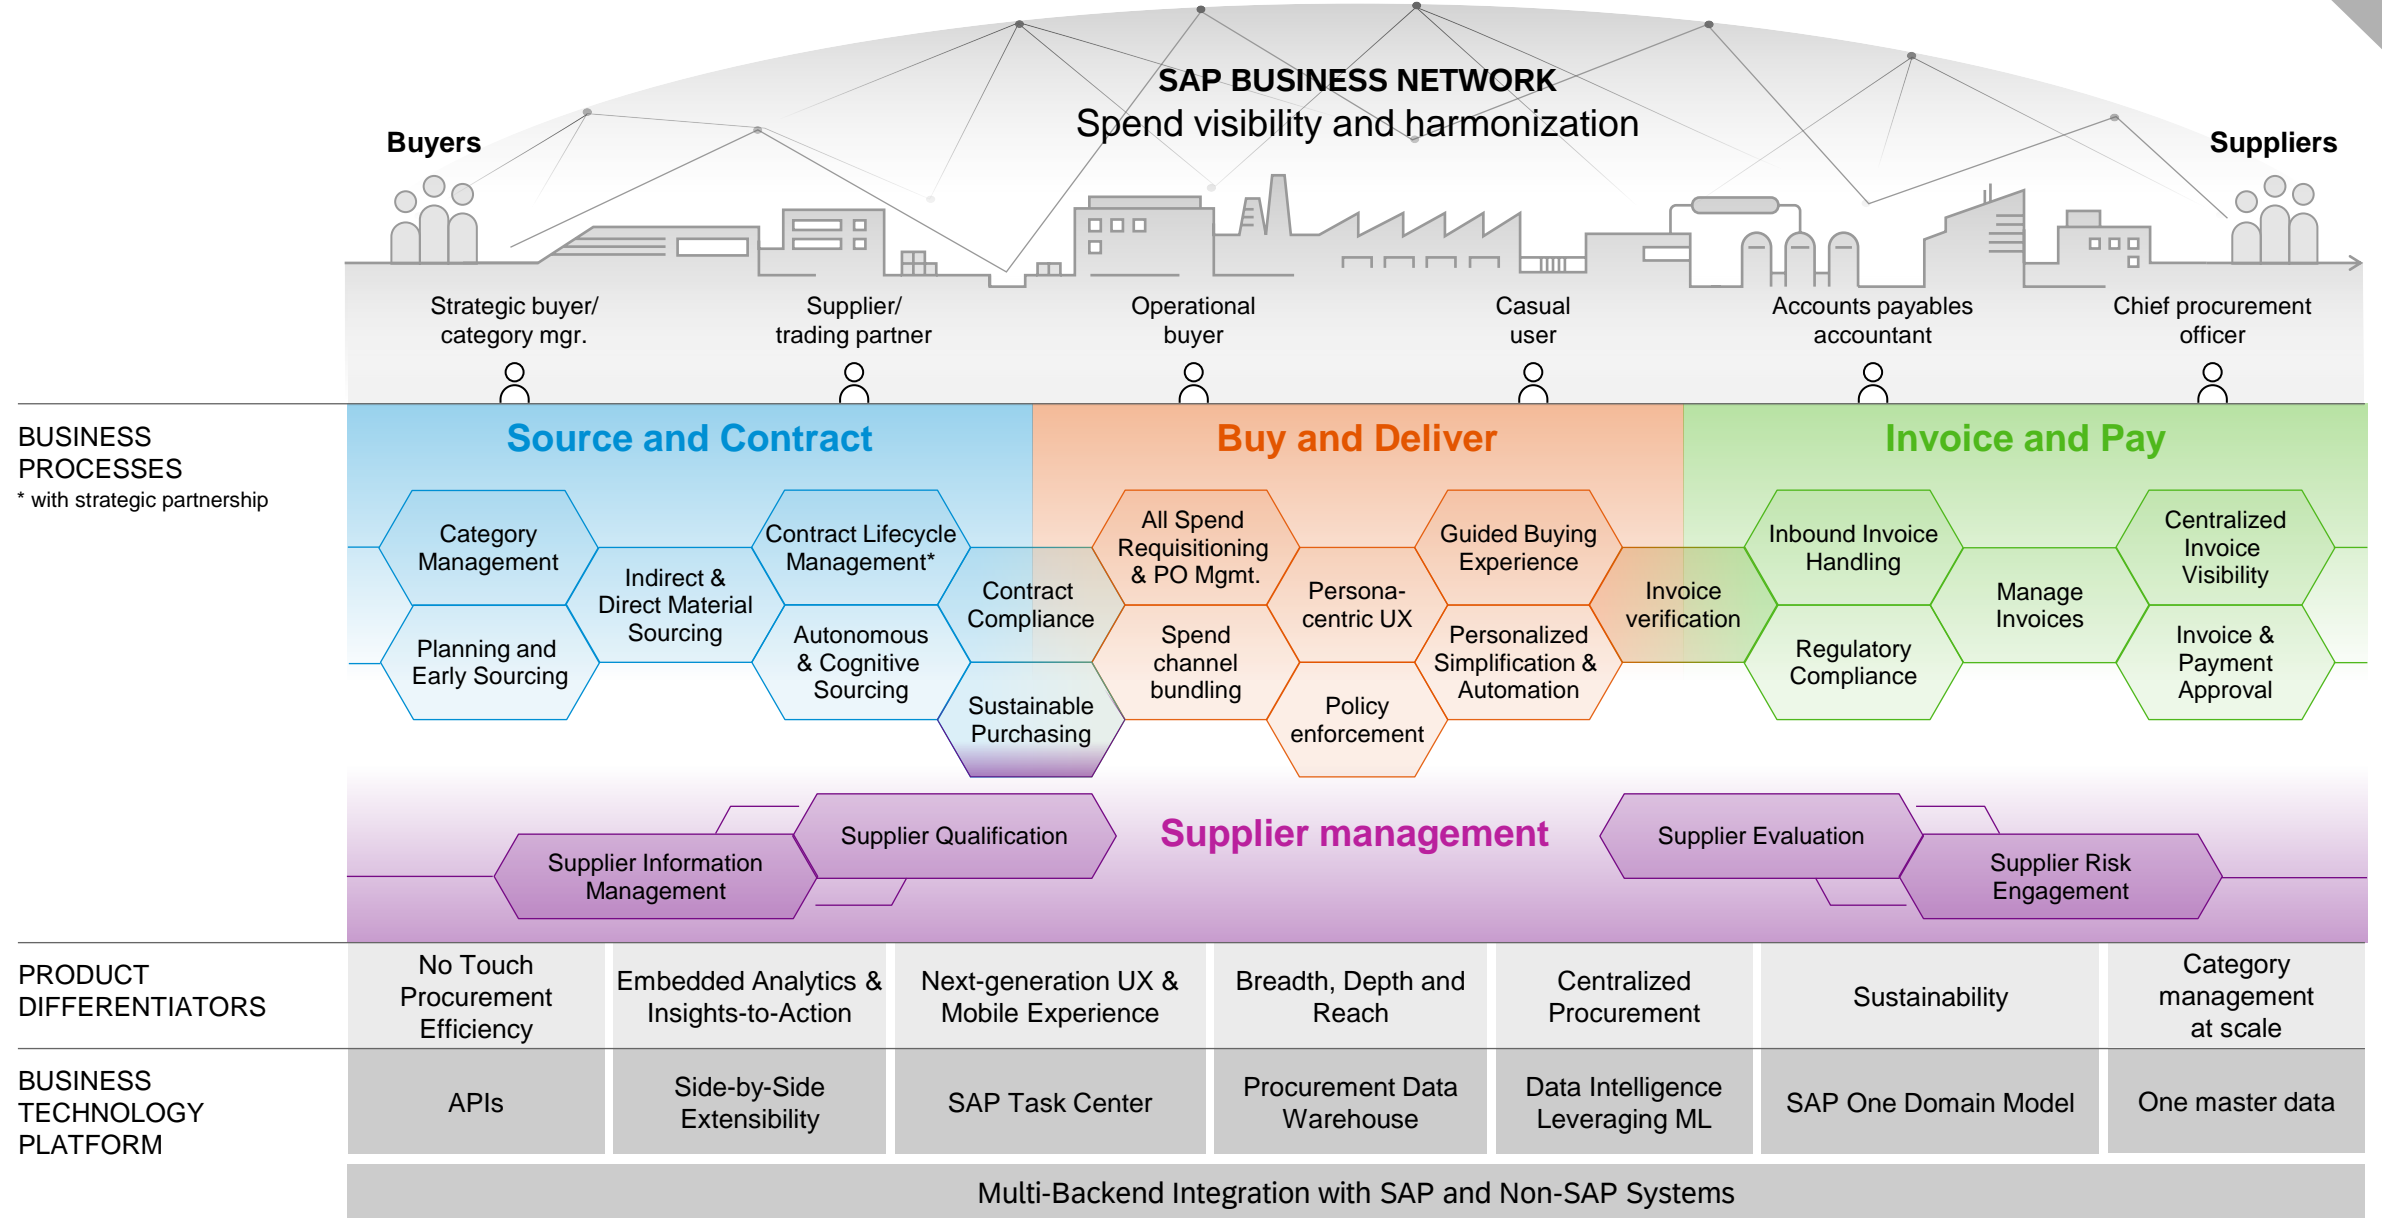 SAP BUSINESS NETWORK
Spend visibility and harmonization
Buyers
Suppliers
Strategic buyer/
category mgr.
Supplier/
trading partner
Operational
buyer
Casual
user
Accounts payables
accountant
Chief procurement
officer
BUSINESS
PROCESSES
* with strategic partnership
Source and Contract
Buy and Deliver
Invoice and Pay
Category
Management
Planning and
Early Sourcing
Indirect &
Direct Material
Sourcing
Contract Lifecycle
Management*
Autonomous
& Cognitive
Sourcing
Contract
Compliance
Sustainable
Purchasing
All Spend
Requisitioning
& PO Mgmt.
Spend
channel
bundling
Persona-
centric UX
Policy
enforcement
Guided Buying
Experience
Personalized
Simplification &
Automation
Invoice
verification
Inbound Invoice
Handling
Regulatory
Compliance
Manage
Invoices
Centralized
Invoice
Visibility
Invoice &
Payment
Approval
Supplier management
Supplier Information
Management
Supplier Qualification
Supplier Evaluation
Supplier Risk
Engagement
PRODUCT
DIFFERENTIATORS
No Touch
Procurement
Efficiency
Embedded Analytics &
Insights-to-Action
Next-generation UX &
Mobile Experience
Breadth, Depth and
Reach
Centralized
Procurement
Sustainability
Category
management
at scale
BUSINESS
TECHNOLOGY
PLATFORM
APIs
Side-by-Side
Extensibility
SAP Task Center
Procurement Data
Warehouse
Data Intelligence
Leveraging ML
SAP One Domain Model
One master data
Multi-Backend Integration with SAP and Non-SAP Systems